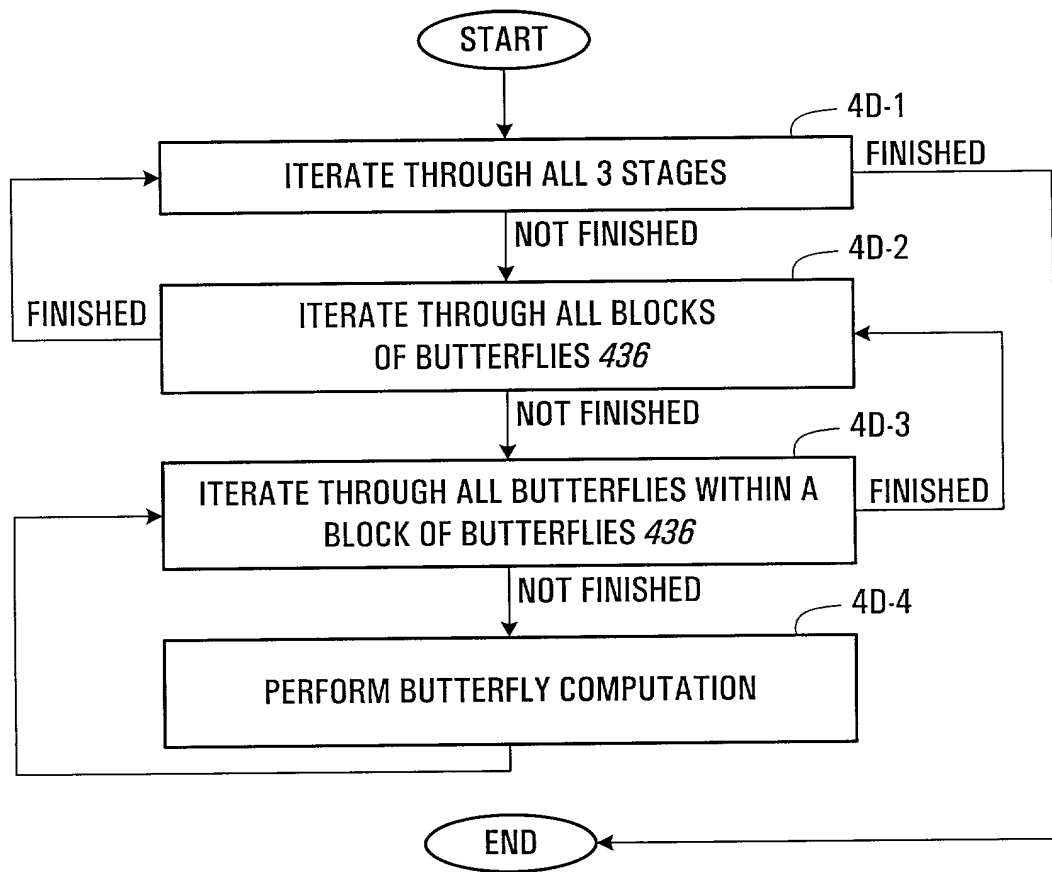 START
4D-1
ITERATE THROUGH ALL 3 STAGES
FINISHED
NOT FINISHED
4D-2
FINISHED
ITERATE THROUGH ALL BLOCKS
OF BUTTERFLIES 436
NOT FINISHED
4D-3
ITERATE THROUGH ALL BUTTERFLIES WITHIN A
BLOCK OF BUTTERFLIES 436
FINISHED
NOT FINISHED
4D-4
PERFORM BUTTERFLY COMPUTATION
END